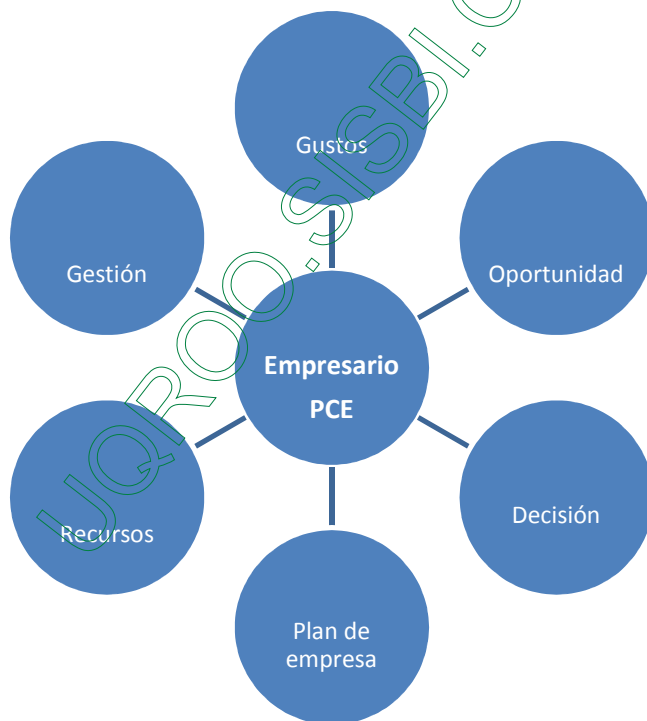 Gustos
Oportunidad
Decisión
Plan de
empresa
Recursos
Gestión
Empresario
PCE
UQROO.SISBI.